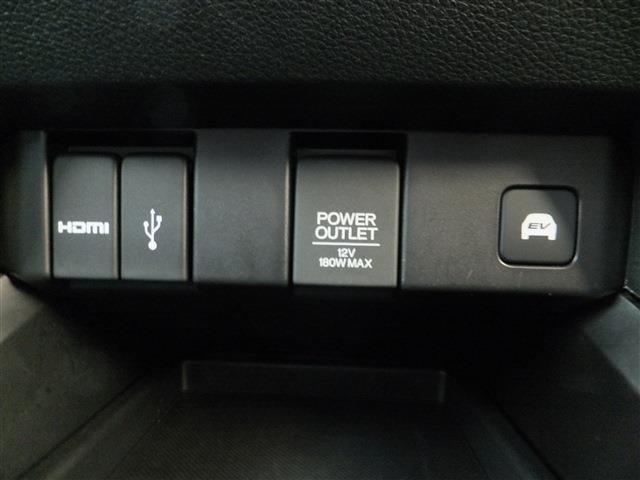 HDMI
POWER
OUTLET
12V
180W MAX
EV